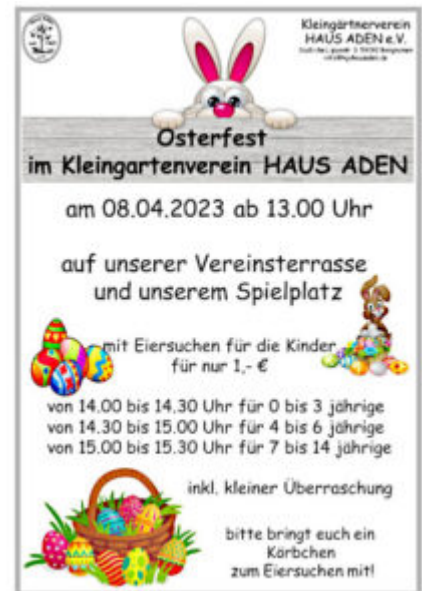 Kleingärtnerverein
HAUS ADEN e.V.
Osterfest
im Kleingartenverein HAUS ADEN
am 08.04.2023 ab 13.00 Uhr
auf unserer Vereinsterrasse
und unserem Spielplatz
mit Eiersuchen für die Kinder
für nur 1,- €
von 14.00 bis 14.30 Uhr für 0 bis 3 jährige
von 14.30 bis 15.00 Uhr für 4 bis 6 jährige
von 15.00 bis 15.30 Uhr für 7 bis 14 jährige
inkl. kleiner Überraschung
bitte bringt euch ein
Körbchen
zum Eiersuchen mit!